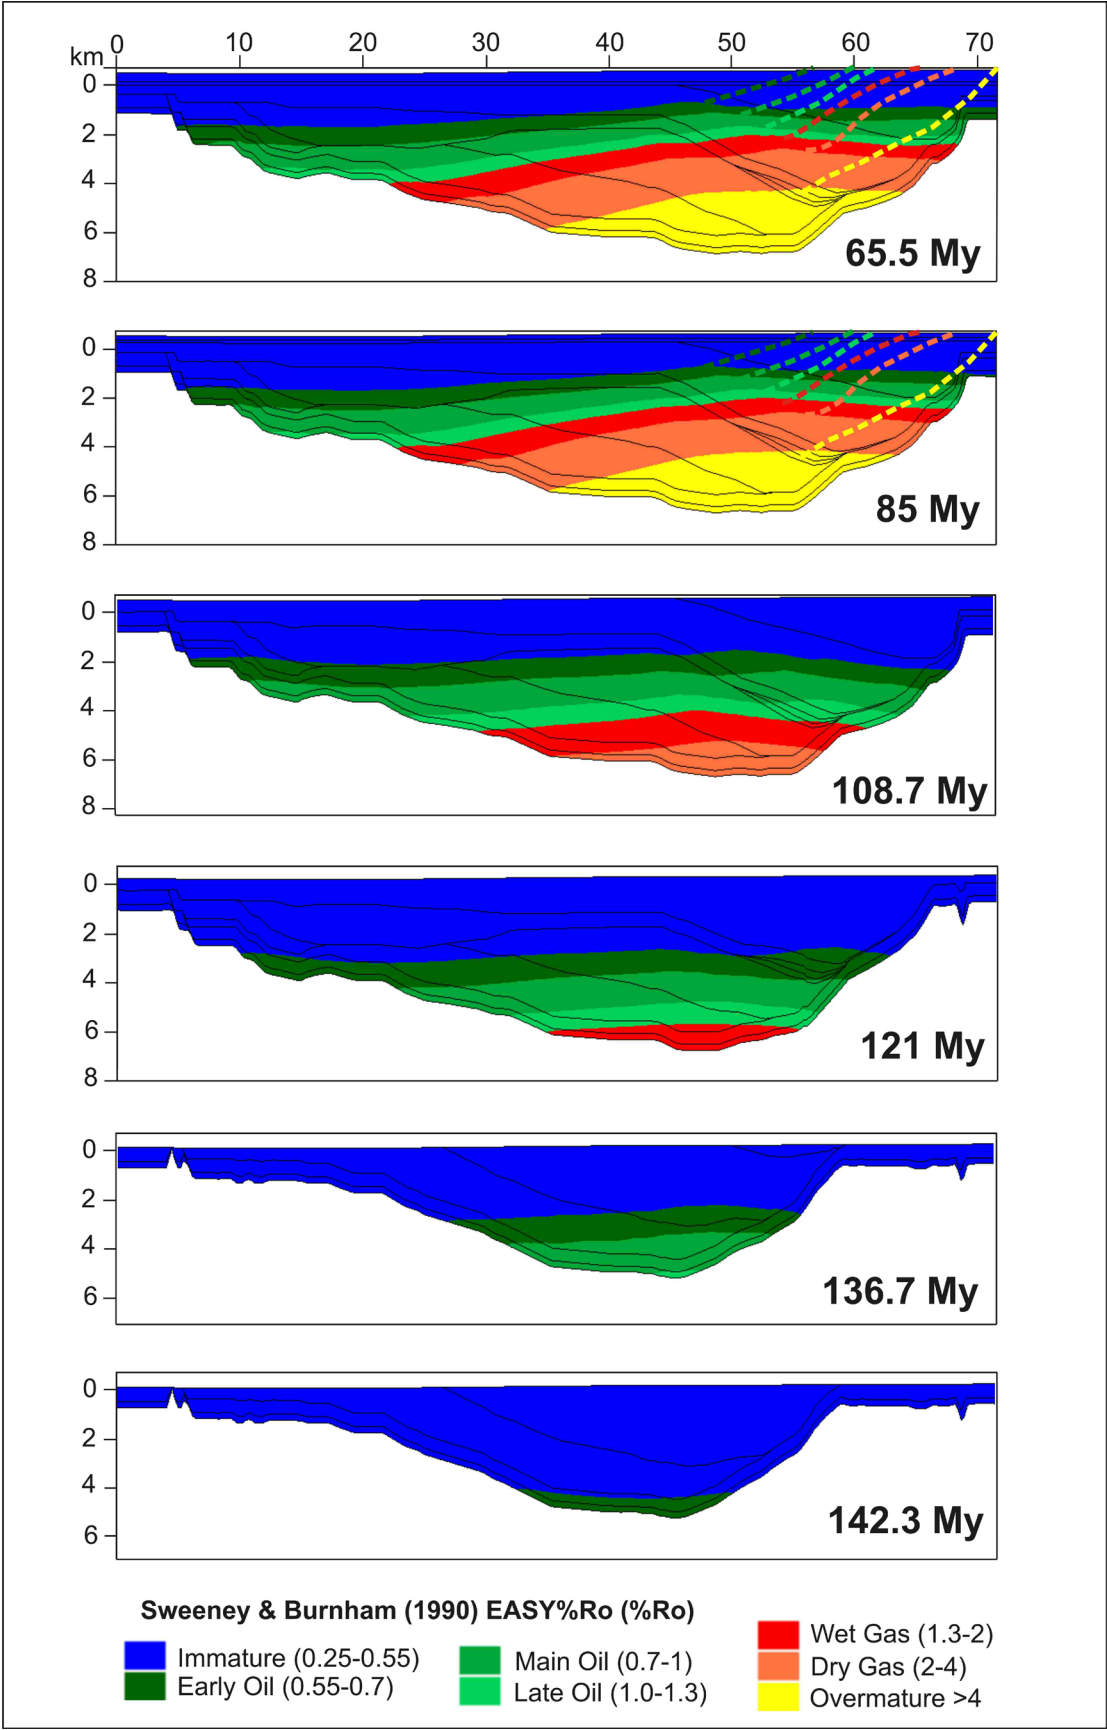 km 0 10 20 30 40 50 60 70
0
2
4
6
8
65.5 My
0
2
4
6
8
85 My
0
2
4
6
8
108.7 My
0
2
4
6
8
121 My
0
2
4
6
136.7 My
0
2
4
6
142.3 My
Sweeney & Burnham (1990) EASY%Ro (%Ro)
Immature (0.25-0.55)
Early Oil (0.55-0.7)
Main Oil (0.7-1)
Late Oil (1.0-1.3)
Wet Gas (1.3-2)
Dry Gas (2-4)
Overmature >4